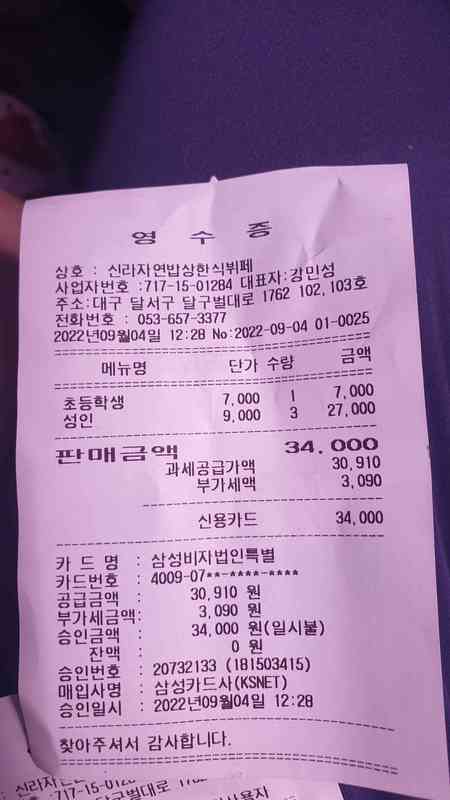 영 수 증
상호 : 신라자연밥상한식뷔페
사업자번호 :717-15-01284 대표자:강민성
주소:대구 달서구 달구벌대로 1762 102,103호
전화번호 : 053-657-3377
2022년09월04일 12:28 No:2022-09-04 01-0025
메뉴명 단가 수량 금액
초등학생 7,000 1 7,000
성인 9,000 3 27,000
판매금액 34,000
과세공급가액 30,910
부가세액 3,090
신용카드 34,000
카 드 명 : 삼성비자법인특별
카드번호 : 4009-07**-****-****
공급금액 : 30,910 원
부가세금액: 3,090 원
승인금액 : 34,000 원(일시불)
잔액 : 0 원
승인번호 : 20732133 (181503415)
매입사명 : 삼성카드사(KSNET)
승인일시 : 2022년09월04일 12:28
찾아주셔서 감사합니다.
: 신라자연
:717-15-012